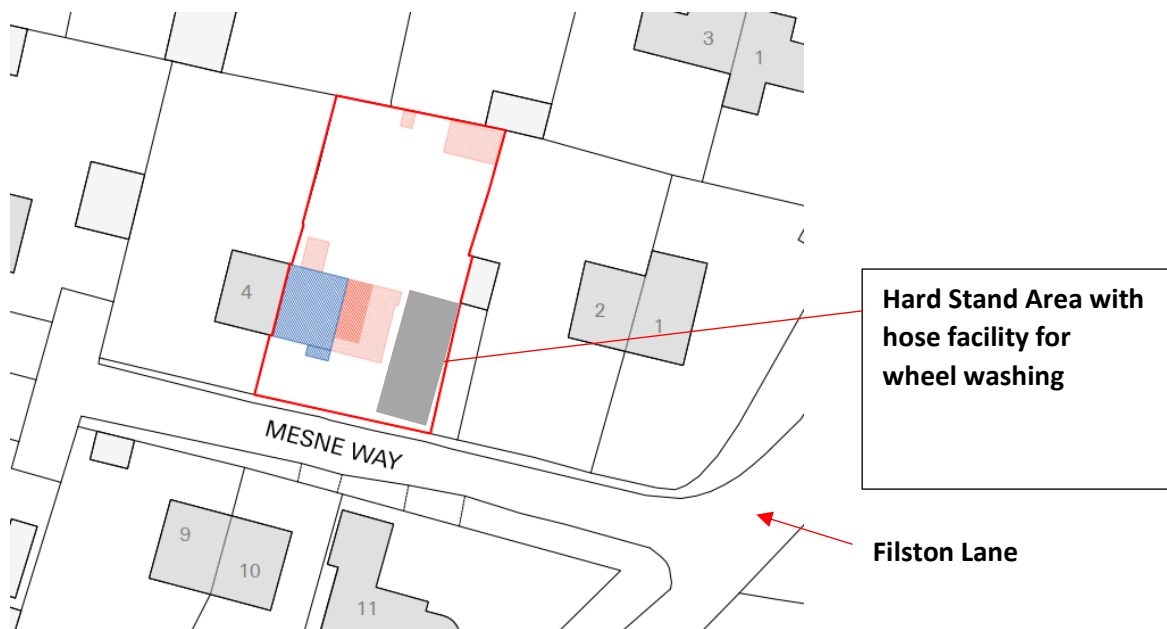 3
1
4
2
1
Hard Stand Area with
hose facility for
wheel washing
MESNE WAY
9
10
11
Filston Lane